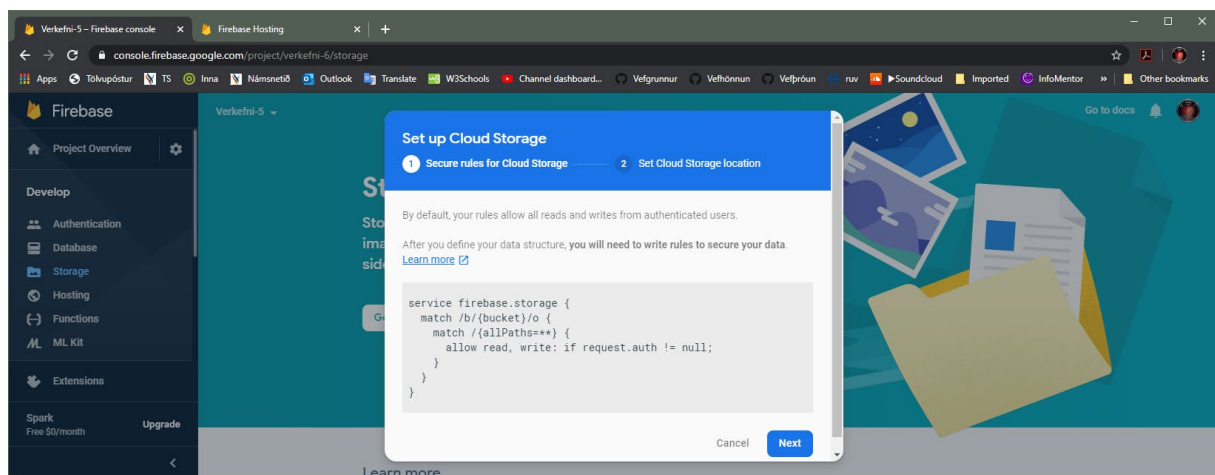 Verkefni-5 – Firebase console
Firebase Hosting
console.firebase.google.com/project/verkefni-6/storage
Apps Tölvupóstur TS Inna Námsnetið Outlook Translate W3Schools Channel dashboard... Vefgrunnur Vefhönnun Vefþróun ruv ▶Soundcloud Imported InfoMentor » Other bookmarks
Firebase
Verkefni-5
Go to docs
Project Overview
Develop
Authentication
Database
Storage
Hosting
Functions
ML Kit
Extensions
Spark
Free $0/month
Upgrade
Set up Cloud Storage
1 Secure rules for Cloud Storage 2 Set Cloud Storage location
By default, your rules allow all reads and writes from authenticated users.
After you define your data structure, you will need to write rules to secure your data.
Learn more
service firebase.storage {
match /b/{bucket}/o {
match /{allPaths=**} {
allow read, write: if request.auth != null;
}
}
}
Cancel Next
Learn more